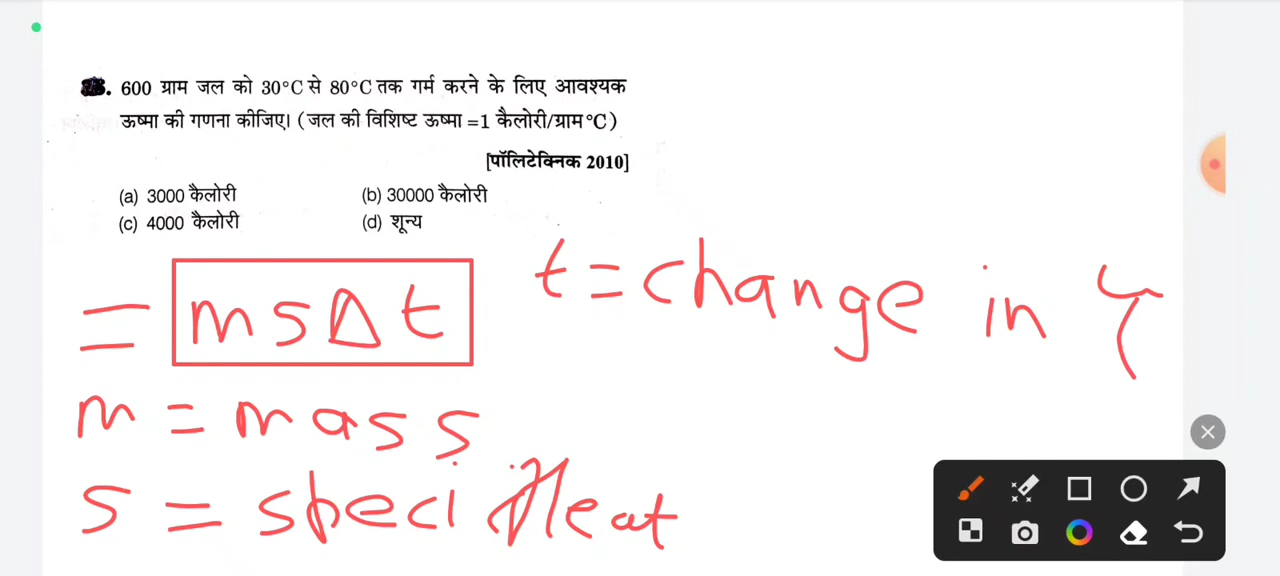 600 ग्राम जल को 30°C से 80°C तक गर्म करने के लिए आवश्यक
ऊष्मा की गणना कीजिए। (जल की विशिष्ट ऊष्मा =1 कैलोरी/ग्राम°C)
[पॉलिटेक्निक 2010]
(a) 3000 कैलोरी (b) 30000 कैलोरी
(c) 4000 कैलोरी (d) शून्य
= msΔt t = change in
m = mass
s = speci Heat